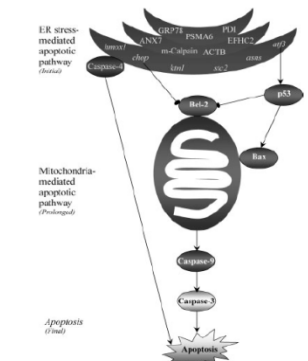 ER stress-
mediated
apoptotic
pathway
(Initial)
GRP78
PDI
ANX7
PSMA6
EFHC2
m-Calpain
ACTB
atf3
chop
Caspase-4
p53
Bcl-2
Bax
Mitochondria-
mediated
apoptotic
pathway
(Prolonged)
Caspase-9
Caspase-3
Apoptosis
(Final)
Apoptosis